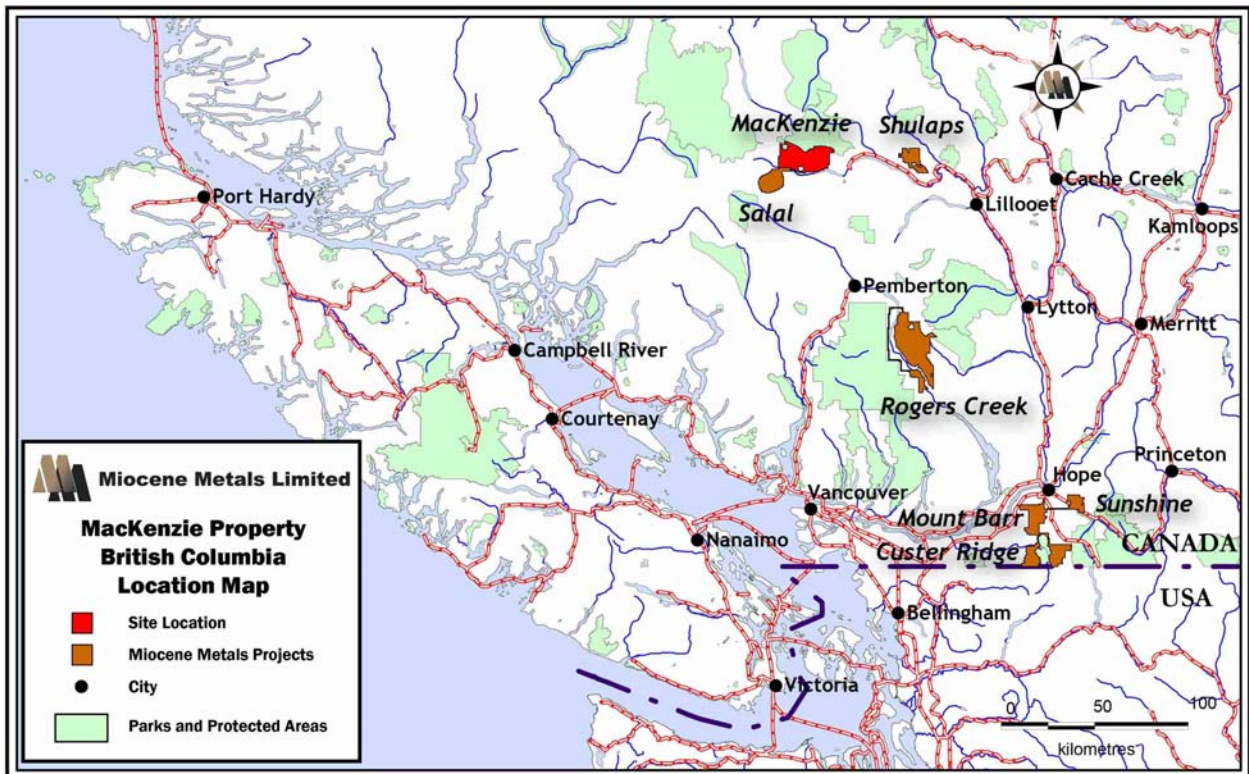 N
MacKenzie
Shulaps
Salal
Cache Creek
Lillooet
Kamloops
Port Hardy
Pemberton
Lytton
Merritt
Campbell River
Rogers Creek
Courtenay
Princeton
Hope
Vancouver
Sunshine
Mount Barr
Nanaimo
Custer Ridge
CANADA
USA
Bellingham
Victoria
Miocene Metals Limited
MacKenzie Property
British Columbia
Location Map
Site Location
Miocene Metals Projects
City
Parks and Protected Areas
0 50 100
kilometres